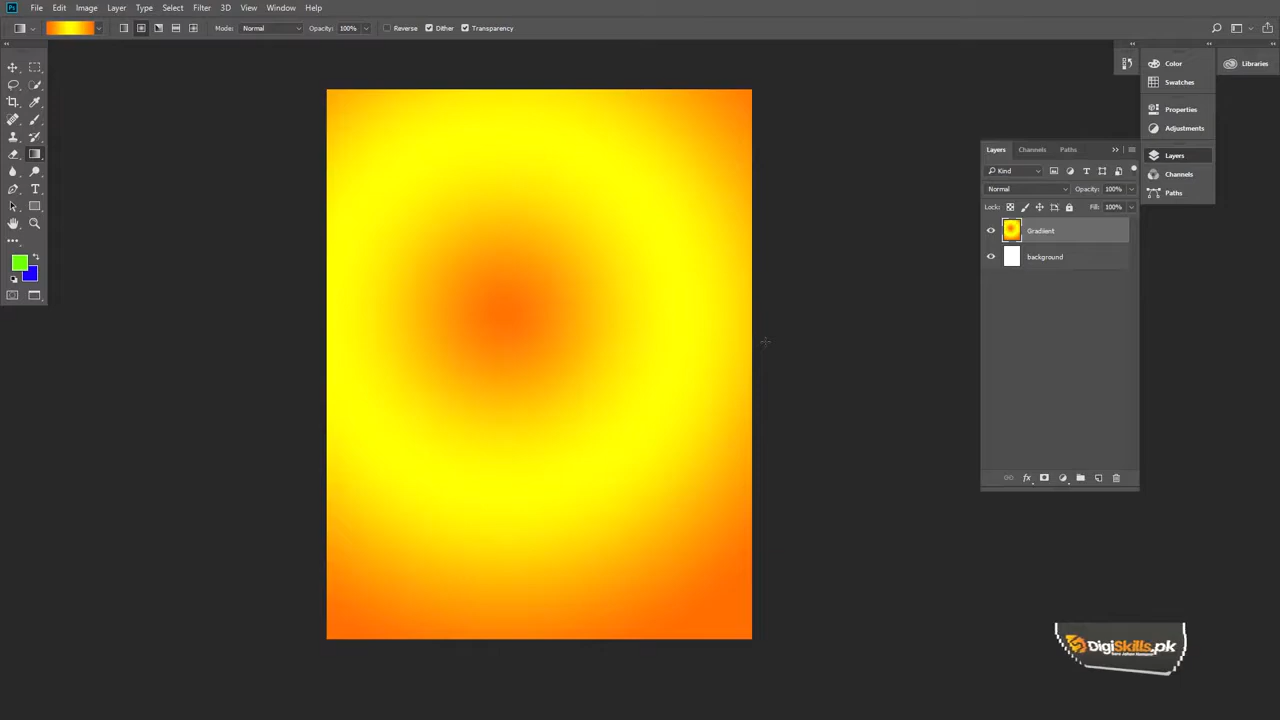 Ps File Edit Image Layer Type Select Filter 3D View Window Help
Mode: Normal Opacity: 100% Reverse Dither Transparency
Color
Libraries
Swatches
Properties
Adjustments
Layers
Channels
Paths
Layers Channels Paths
Kind
Normal Opacity: 100%
Lock: Fill: 100%
Gradient
background
DigiSkills.pk